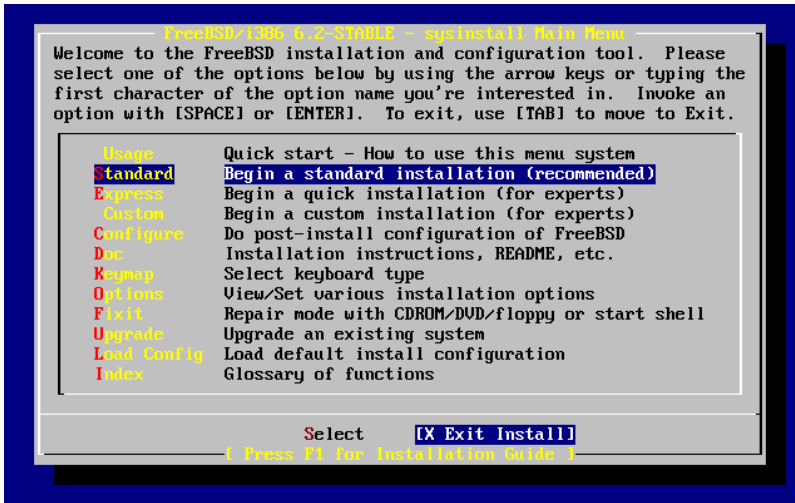 FreeBSD/i386 6.2-STABLE - sysinstall Main Menu
Welcome to the FreeBSD installation and configuration tool.  Please
select one of the options below by using the arrow keys or typing the
first character of the option name you're interested in.  Invoke an
option with [SPACE] or [ENTER].  To exit, use [TAB] to move to Exit.
Usage Quick start - How to use this menu system
Standard Begin a standard installation (recommended)
Express Begin a quick installation (for experts)
Custom Begin a custom installation (for experts)
Configure Do post-install configuration of FreeBSD
Doc Installation instructions, README, etc.
Keymap Select keyboard type
Options View/Set various installation options
Fixit Repair mode with CDROM/DVD/floppy or start shell
Upgrade Upgrade an existing system
Load Config Load default install configuration
Index Glossary of functions
Select [X Exit Install]
[ Press F1 for Installation Guide ]